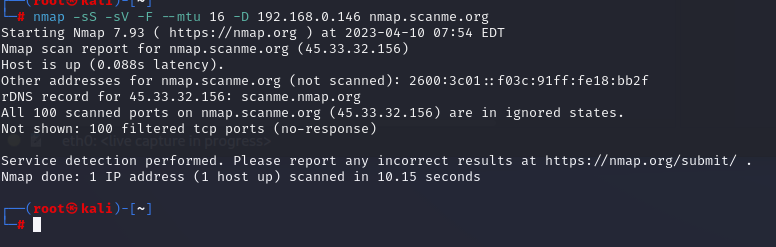 ┌──(root㉿kali)-[~]
└─# nmap -sS -sV -F --mtu 16 -D 192.168.0.146 nmap.scanme.org
Starting Nmap 7.93 ( https://nmap.org ) at 2023-04-10 07:54 EDT
Nmap scan report for nmap.scanme.org (45.33.32.156)
Host is up (0.088s latency).
Other addresses for nmap.scanme.org (not scanned): 2600:3c01::f03c:91ff:fe18:bb2f
rDNS record for 45.33.32.156: scanme.nmap.org
All 100 scanned ports on nmap.scanme.org (45.33.32.156) are in ignored states.
Not shown: 100 filtered tcp ports (no-response)
eth0: <live capture in progress>
Service detection performed. Please report any incorrect results at https://nmap.org/submit/ .
Nmap done: 1 IP address (1 host up) scanned in 10.15 seconds
┌──(root㉿kali)-[~]
└─#